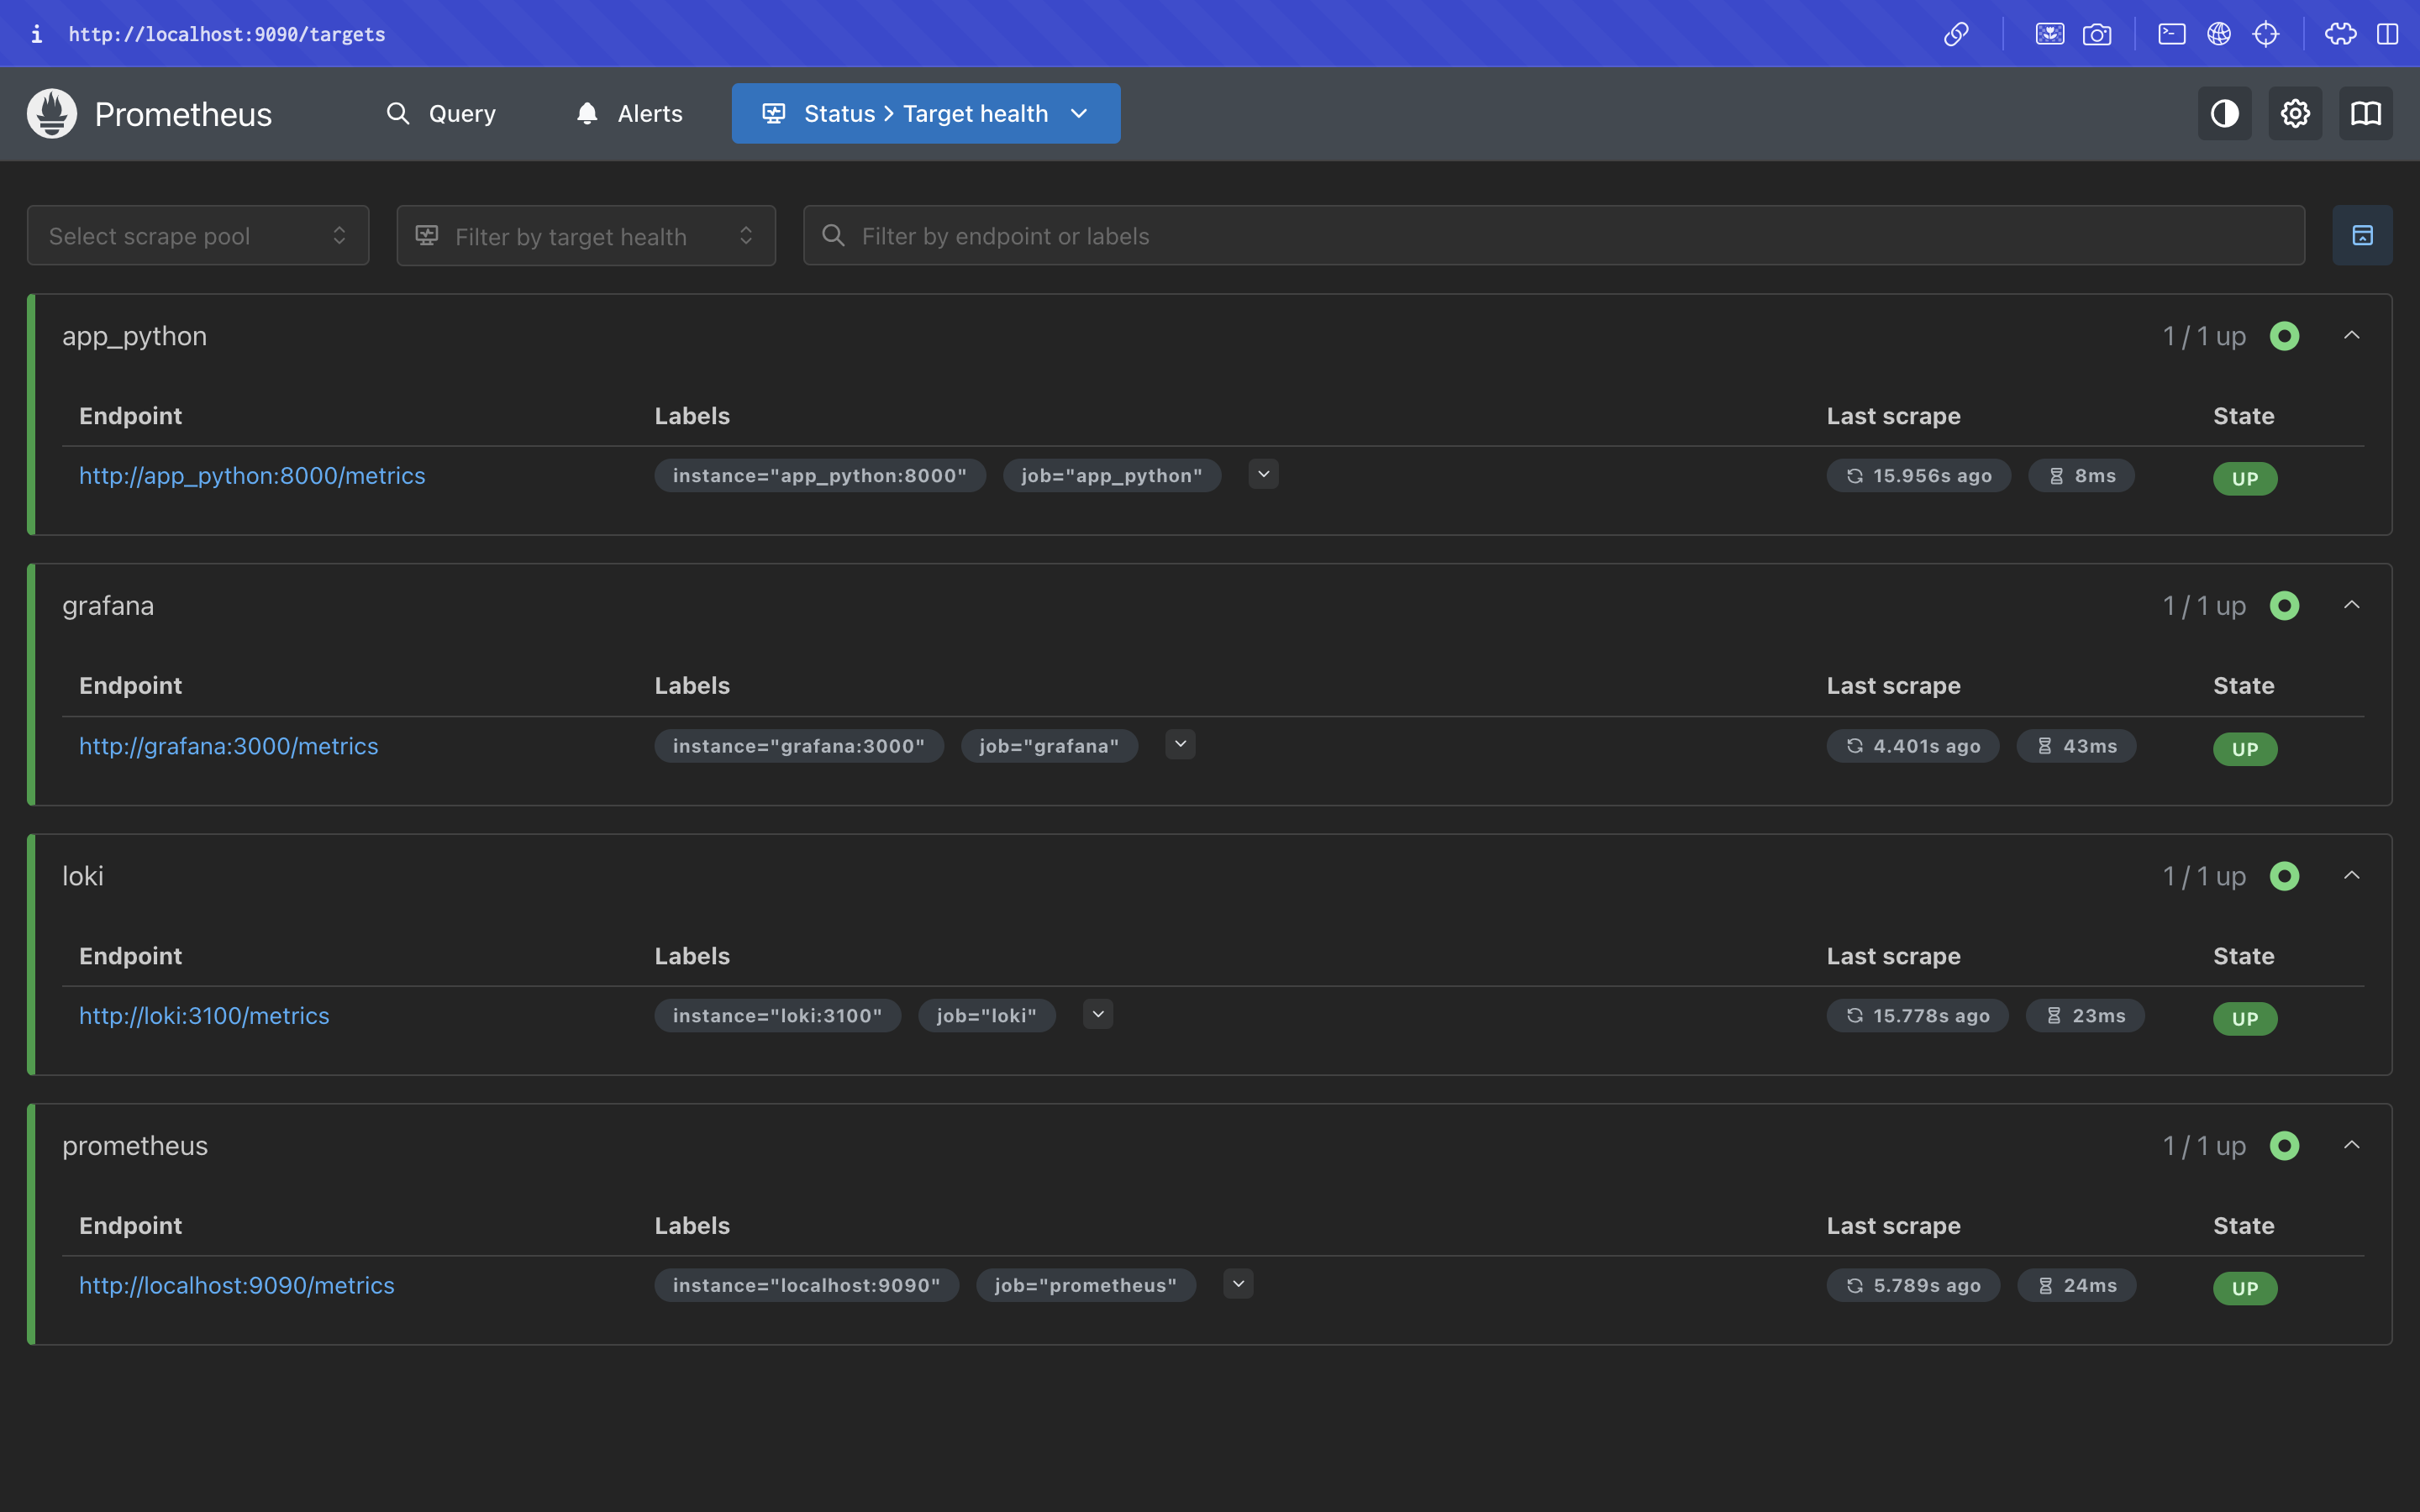 http://localhost:9090/targets
Prometheus Query Alerts Status > Target health
Select scrape pool Filter by target health Filter by endpoint or labels
app_python 1 / 1 up
Endpoint Labels Last scrape State
http://app_python:8000/metrics instance="app_python:8000" job="app_python" 15.956s ago 8ms UP
grafana 1 / 1 up
Endpoint Labels Last scrape State
http://grafana:3000/metrics instance="grafana:3000" job="grafana" 4.401s ago 43ms UP
loki 1 / 1 up
Endpoint Labels Last scrape State
http://loki:3100/metrics instance="loki:3100" job="loki" 15.778s ago 23ms UP
prometheus 1 / 1 up
Endpoint Labels Last scrape State
http://localhost:9090/metrics instance="localhost:9090" job="prometheus" 5.789s ago 24ms UP